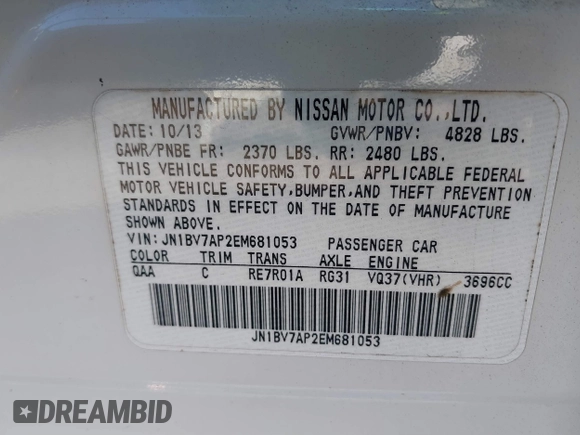 MANUFACTURED BY NISSAN MOTOR CO.,LTD.
DATE: 10/13 GVWR/PNBV: 4828 LBS.
GAWR/PNBE FR: 2370 LBS. RR: 2480 LBS.
THIS VEHICLE CONFORMS TO ALL APPLICABLE FEDERAL
MOTOR VEHICLE SAFETY,BUMPER,AND THEFT PREVENTION
STANDARDS IN EFFECT ON THE DATE OF MANUFACTURE
SHOWN ABOVE.
VIN: JN1BV7AP2EM681053 PASSENGER CAR
COLOR TRIM TRANS AXLE ENGINE
QAA C RE7R01A RG31 VQ37(VHR) 3696CC
JN1BV7AP2EM681053
DREAMBID